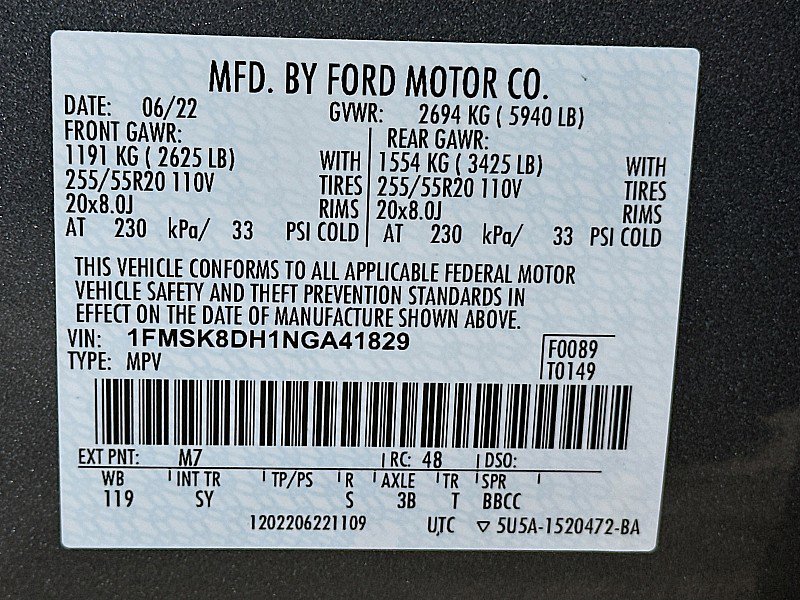 MFD. BY FORD MOTOR CO.
DATE: 06/22 GVWR: 2694 KG ( 5940 LB)
FRONT GAWR: REAR GAWR:
1191 KG ( 2625 LB) WITH 1554 KG ( 3425 LB) WITH
255/55R20 110V TIRES 255/55R20 110V TIRES
20x8.0J RIMS 20x8.0J RIMS
AT 230 kPa/ 33 PSI COLD AT 230 kPa/ 33 PSI COLD
THIS VEHICLE CONFORMS TO ALL APPLICABLE FEDERAL MOTOR
VEHICLE SAFETY AND THEFT PREVENTION STANDARDS IN
EFFECT ON THE DATE OF MANUFACTURE SHOWN ABOVE.
VIN: 1FMSK8DH1NGA41829 F0089
TYPE: MPV T0149
EXT PNT: M7 RC: 48 DSO:
WB INT TR TP/PS R AXLE TR SPR
119 SY S 3B T BBCC
1202206221109 UTC ▽ 5U5A-1520472-BA